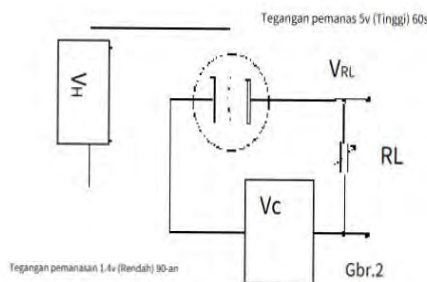 Tegangan pemanas 5v (Tinggi) 60s
VH
VRL
RL
Vc
Tegangan pemanasan 1.4v (Rendah) 90-an
Gbr.2